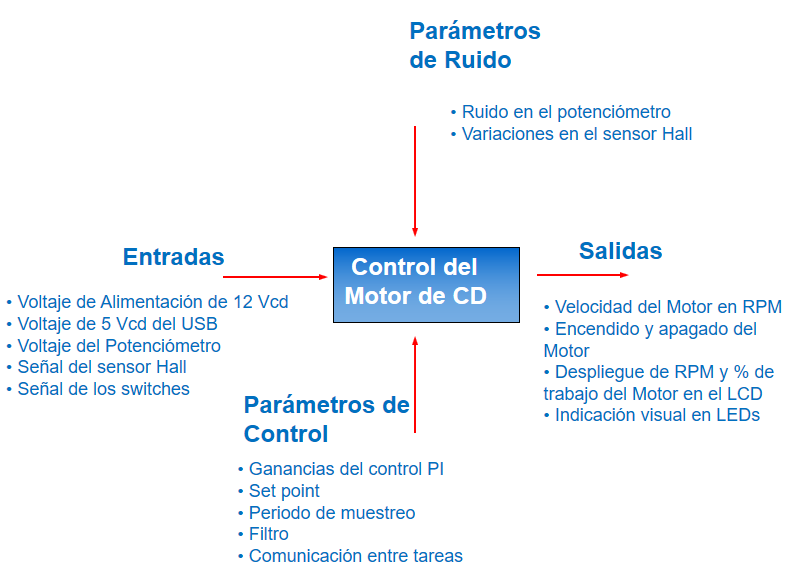 Parámetros
de Ruido
• Ruido en el potenciómetro
• Variaciones en el sensor Hall
Entradas
• Voltaje de Alimentación de 12 Vcd
• Voltaje de 5 Vcd del USB
• Voltaje del Potenciómetro
• Señal del sensor Hall
• Señal de los switches
Control del
Motor de CD
Salidas
• Velocidad del Motor en RPM
• Encendido y apagado del
Motor
• Despliegue de RPM y % de
trabajo del Motor en el LCD
• Indicación visual en LEDs
Parámetros de
Control
• Ganancias del control PI
• Set point
• Periodo de muestreo
• Filtro
• Comunicación entre tareas